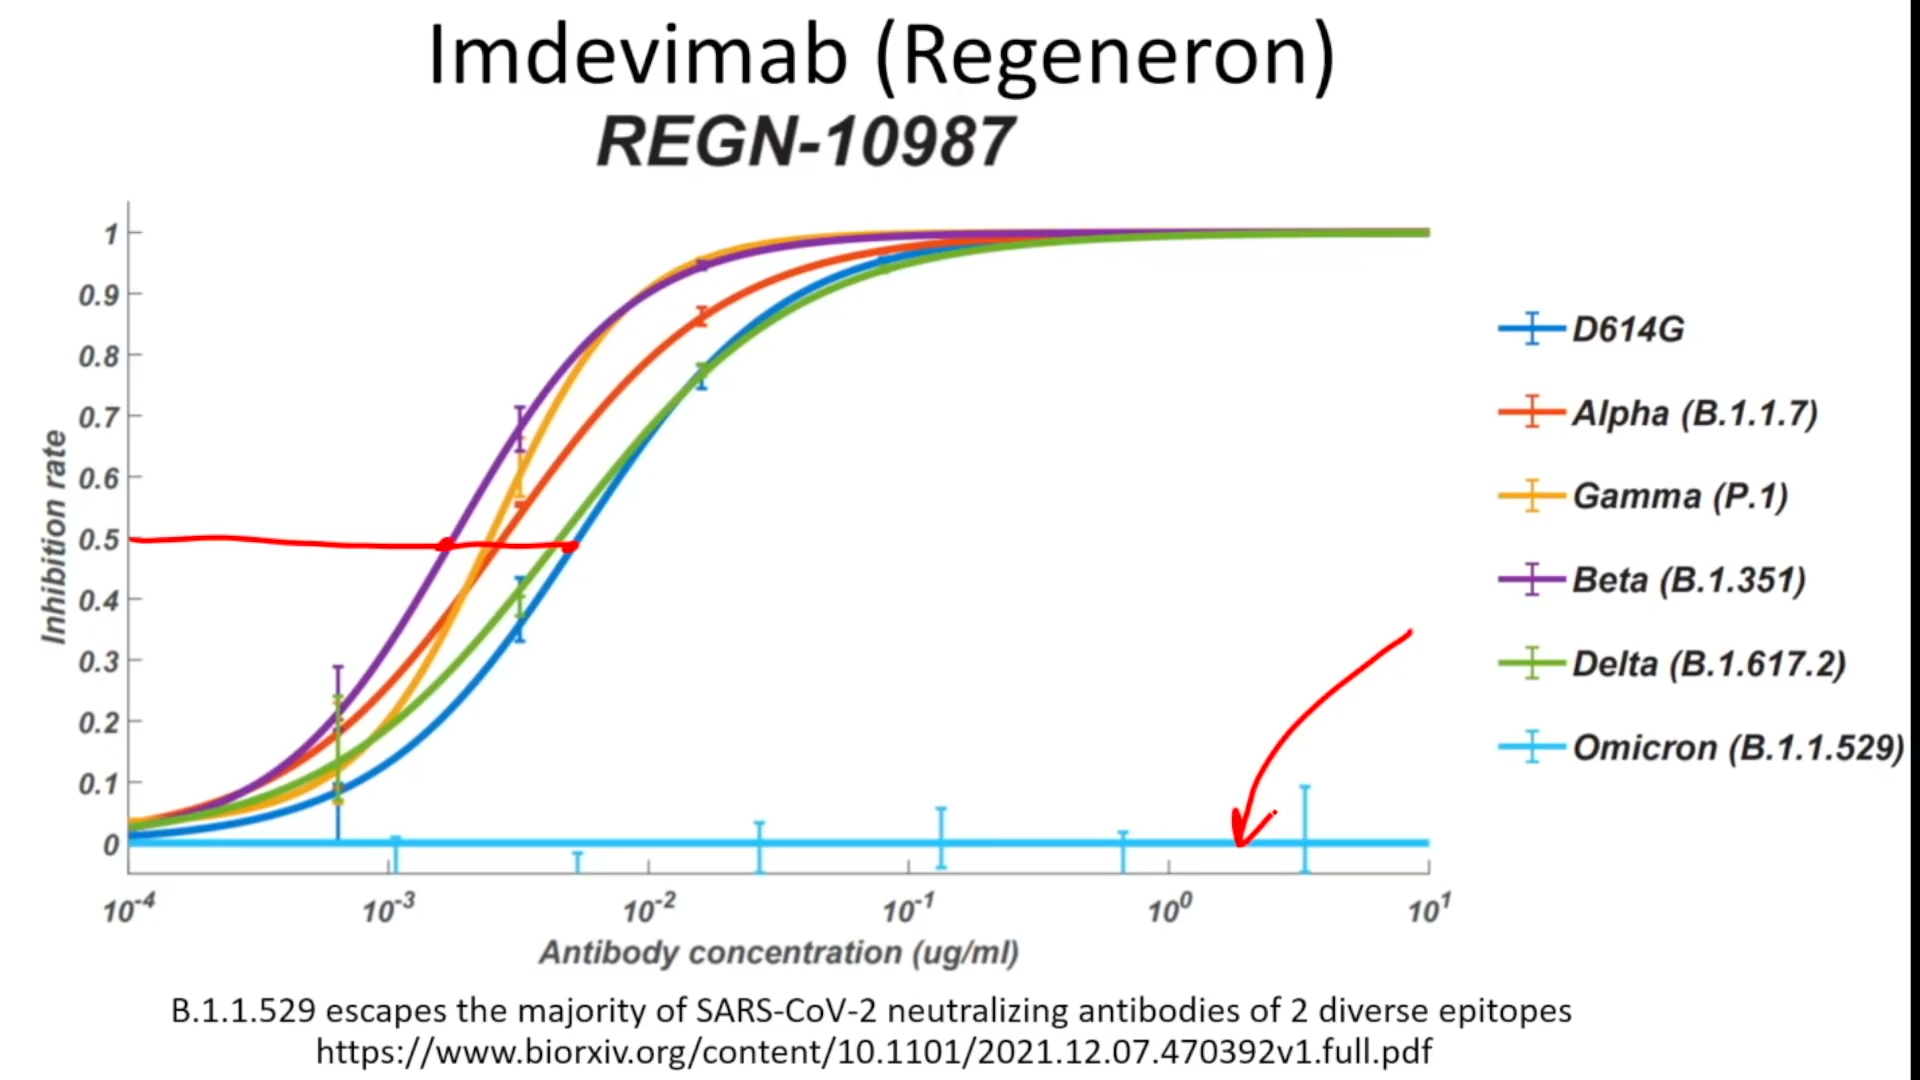 Imdevimab (Regeneron)
REGN-10987
1
0.9
0.8
0.7
0.6
0.5
0.4
0.3
0.2
0.1
0
Inhibition rate
10^-4 10^-3 10^-2 10^-1 10^0 10^1
Antibody concentration (ug/ml)
D614G
Alpha (B.1.1.7)
Gamma (P.1)
Beta (B.1.351)
Delta (B.1.617.2)
Omicron (B.1.1.529)
B.1.1.529 escapes the majority of SARS-CoV-2 neutralizing antibodies of 2 diverse epitopes
https://www.biorxiv.org/content/10.1101/2021.12.07.470392v1.full.pdf